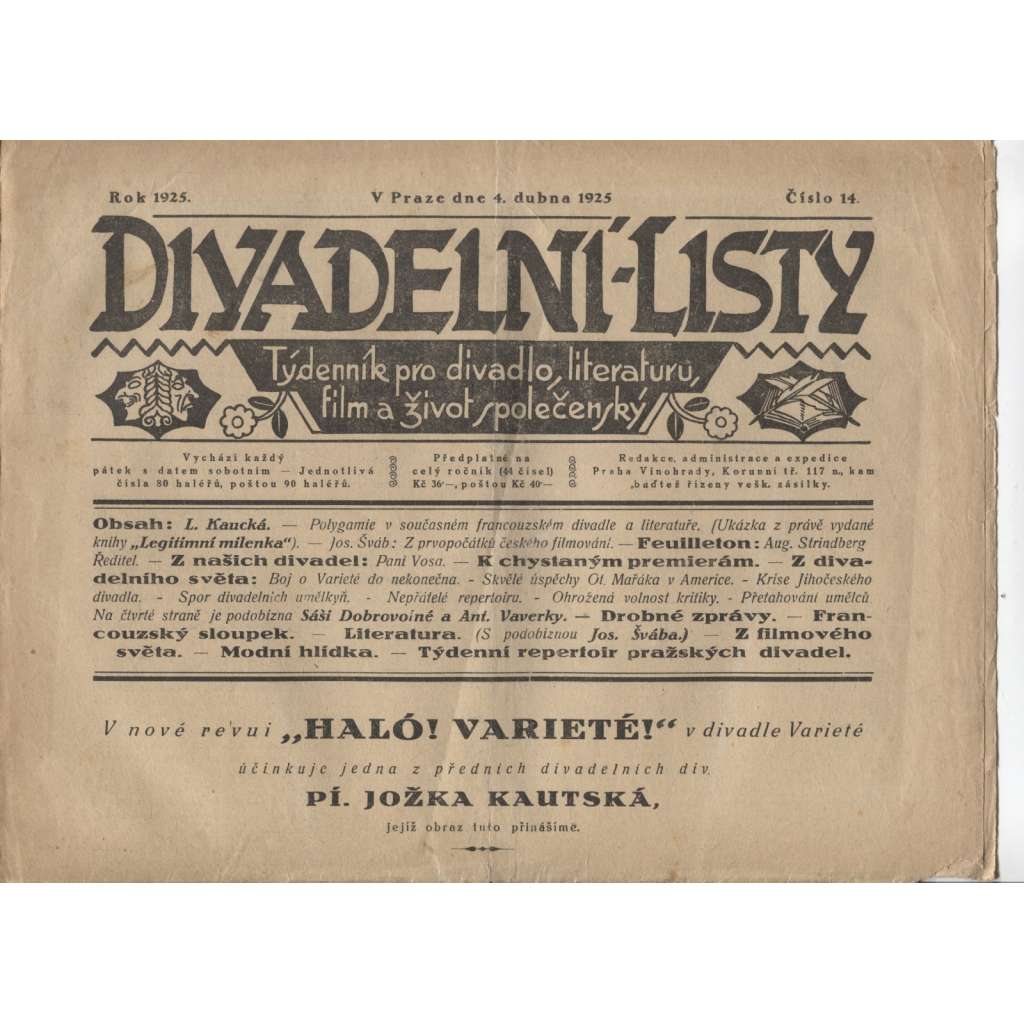 Rok 1925. V Praze dne 4. dubna 1925 Číslo 14.
DIVADELNÍ-LISTY
Týdenník pro divadlo, literaturu,
film a život společenský
Vychází každý
pátek s datem sobotním — Jednotlivá
čísla 80 haléřů, poštou 90 haléřů.
Předplatné na
celý ročník (44 čísel)
Kč 36·—, poštou Kč 40·—
Redakce, administrace a expedice
Praha Vinohrady, Korunní tř. 117 n., kam
buďtež řízeny vešk. zásilky.
Obsah: L. Kaucká. — Polygamie v současném francouzském divadle a literatuře. (Ukázka z právě vydané
knihy „Legitimní milenka“). — Jos. Šváb: Z prvopočátků českého filmování. — Feuilleton: Aug. Strindberg
Ředitel. — Z našich divadel: Paní Vosa. — K chystaným premierám. — Z diva-
delního světa: Boj o Varieté do nekonečna. - Skvělé úspěchy Ot. Mařáka v Americe. - Krise Jihočeského
divadla. - Spor divadelních umělkyň. - Nepřátelé repertoiru. - Ohrožená volnost kritiky. - Přetahování umělců.
Na čtvrté straně je podobizna Sáši Dobrovoiné a Ant. Vaverky. — Drobné zprávy. — Fran-
couzský sloupek. — Literatura. (S podobiznou Jos. Švába.) — Z filmového
světa. — Modní hlídka. — Týdenní repertoir pražských divadel.
V nové revui „HALÓ! VARIETÉ!“ v divadle Varieté
účinkuje jedna z předních divadelních div,
PÍ. JOŽKA KAUTSKÁ,
jejíž obraz tuto přinášíme.